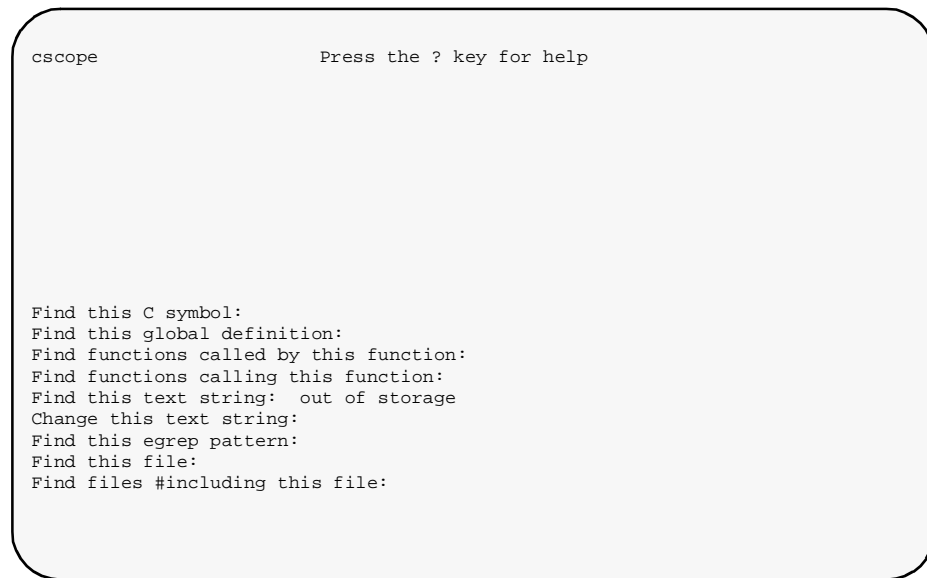 cscope Press the ? key for help
Find this C symbol:
Find this global definition:
Find functions called by this function:
Find functions calling this function:
Find this text string: out of storage
Change this text string:
Find this egrep pattern:
Find this file:
Find files #including this file: